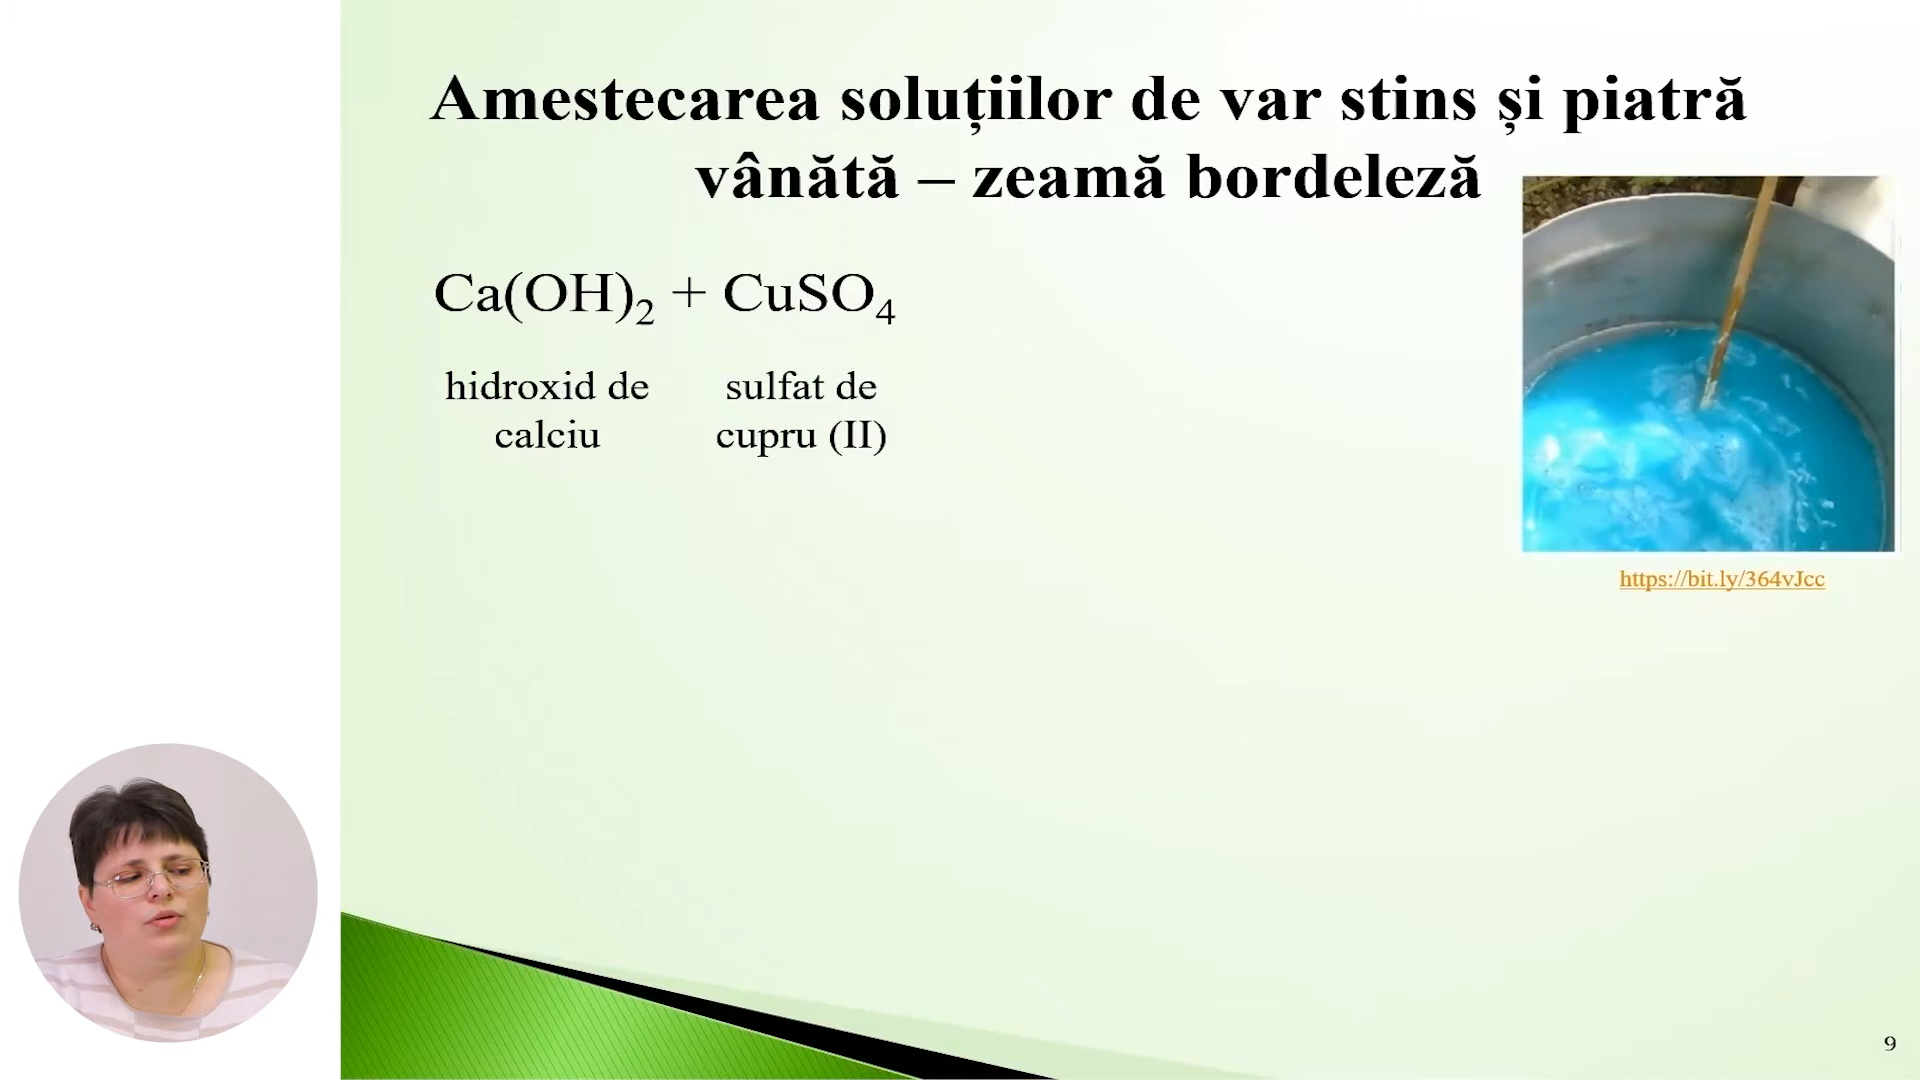 Amestecarea soluțiilor de var stins și piatră
vânătă – zeamă bordeleză
Ca(OH)₂ + CuSO₄
hidroxid de
calciu
sulfat de
cupru (II)
https://bit.ly/364vJcc
9